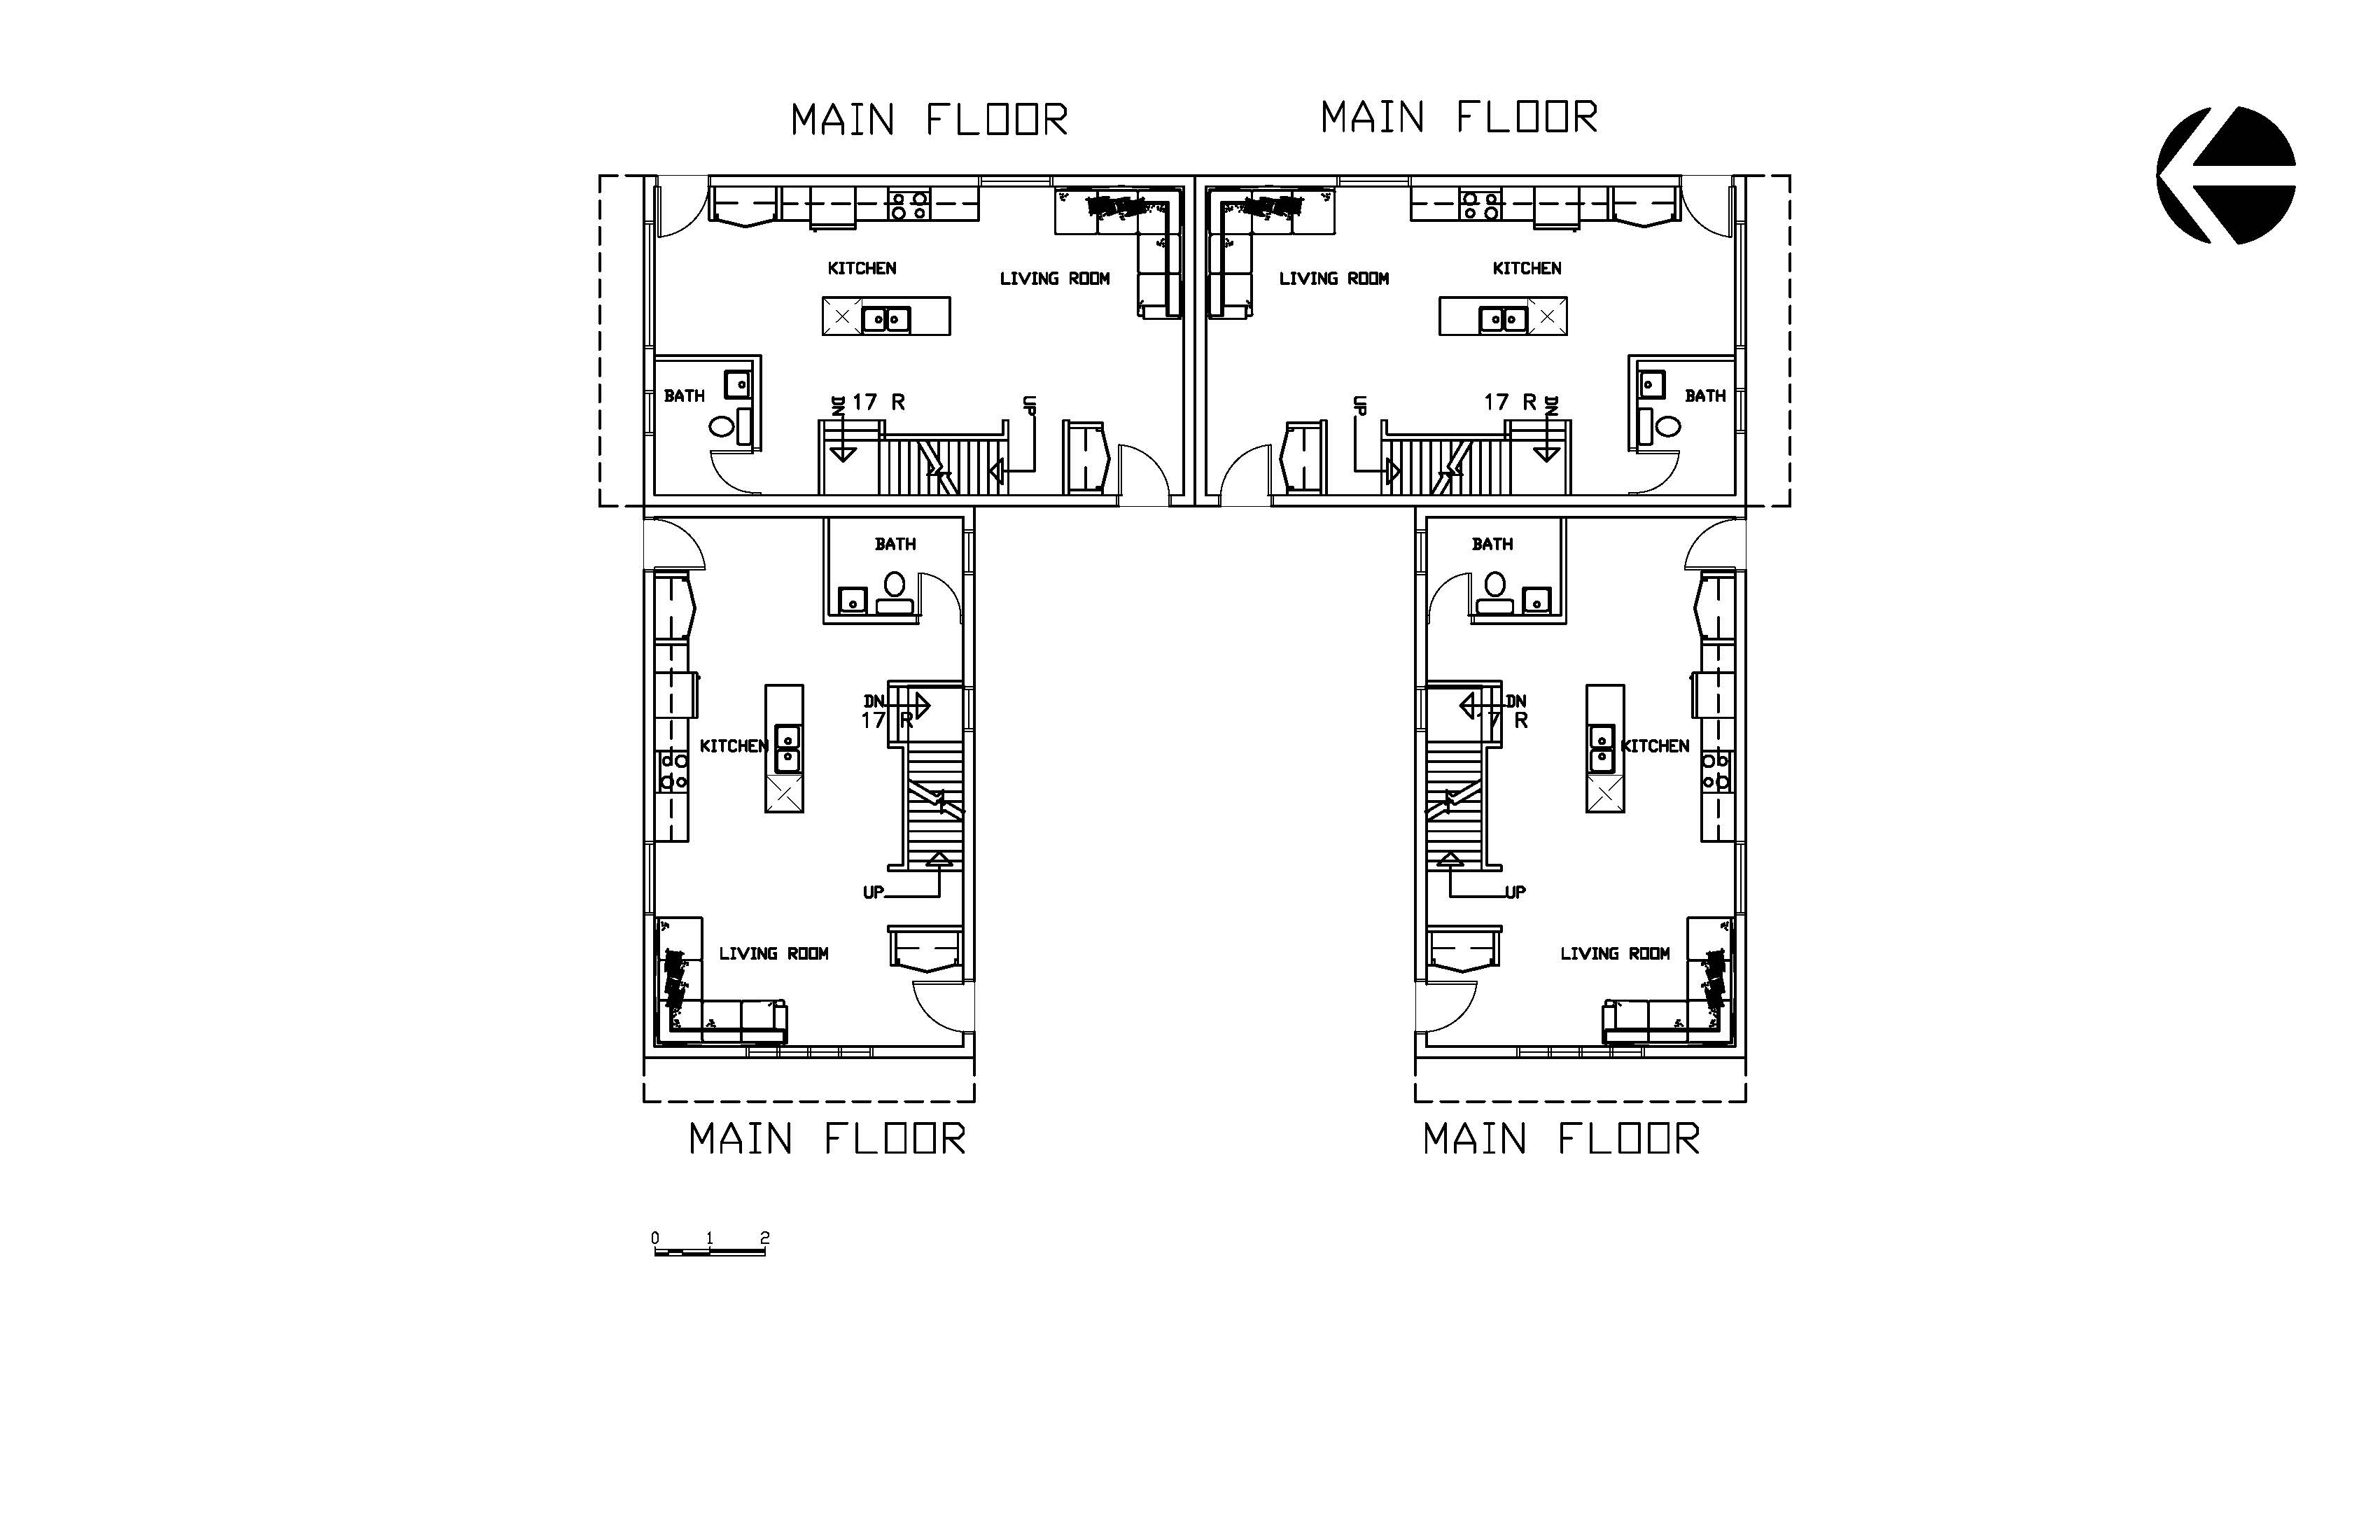 MAIN FLOOR
MAIN FLOOR
KITCHEN
LIVING ROOM
LIVING ROOM
KITCHEN
BATH
DN
17 R
UP
UP
17 R
DN
BATH
BATH
BATH
DN
17 R
DN
17 R
KITCHEN
KITCHEN
UP
UP
LIVING ROOM
LIVING ROOM
MAIN FLOOR
MAIN FLOOR
0 1 2